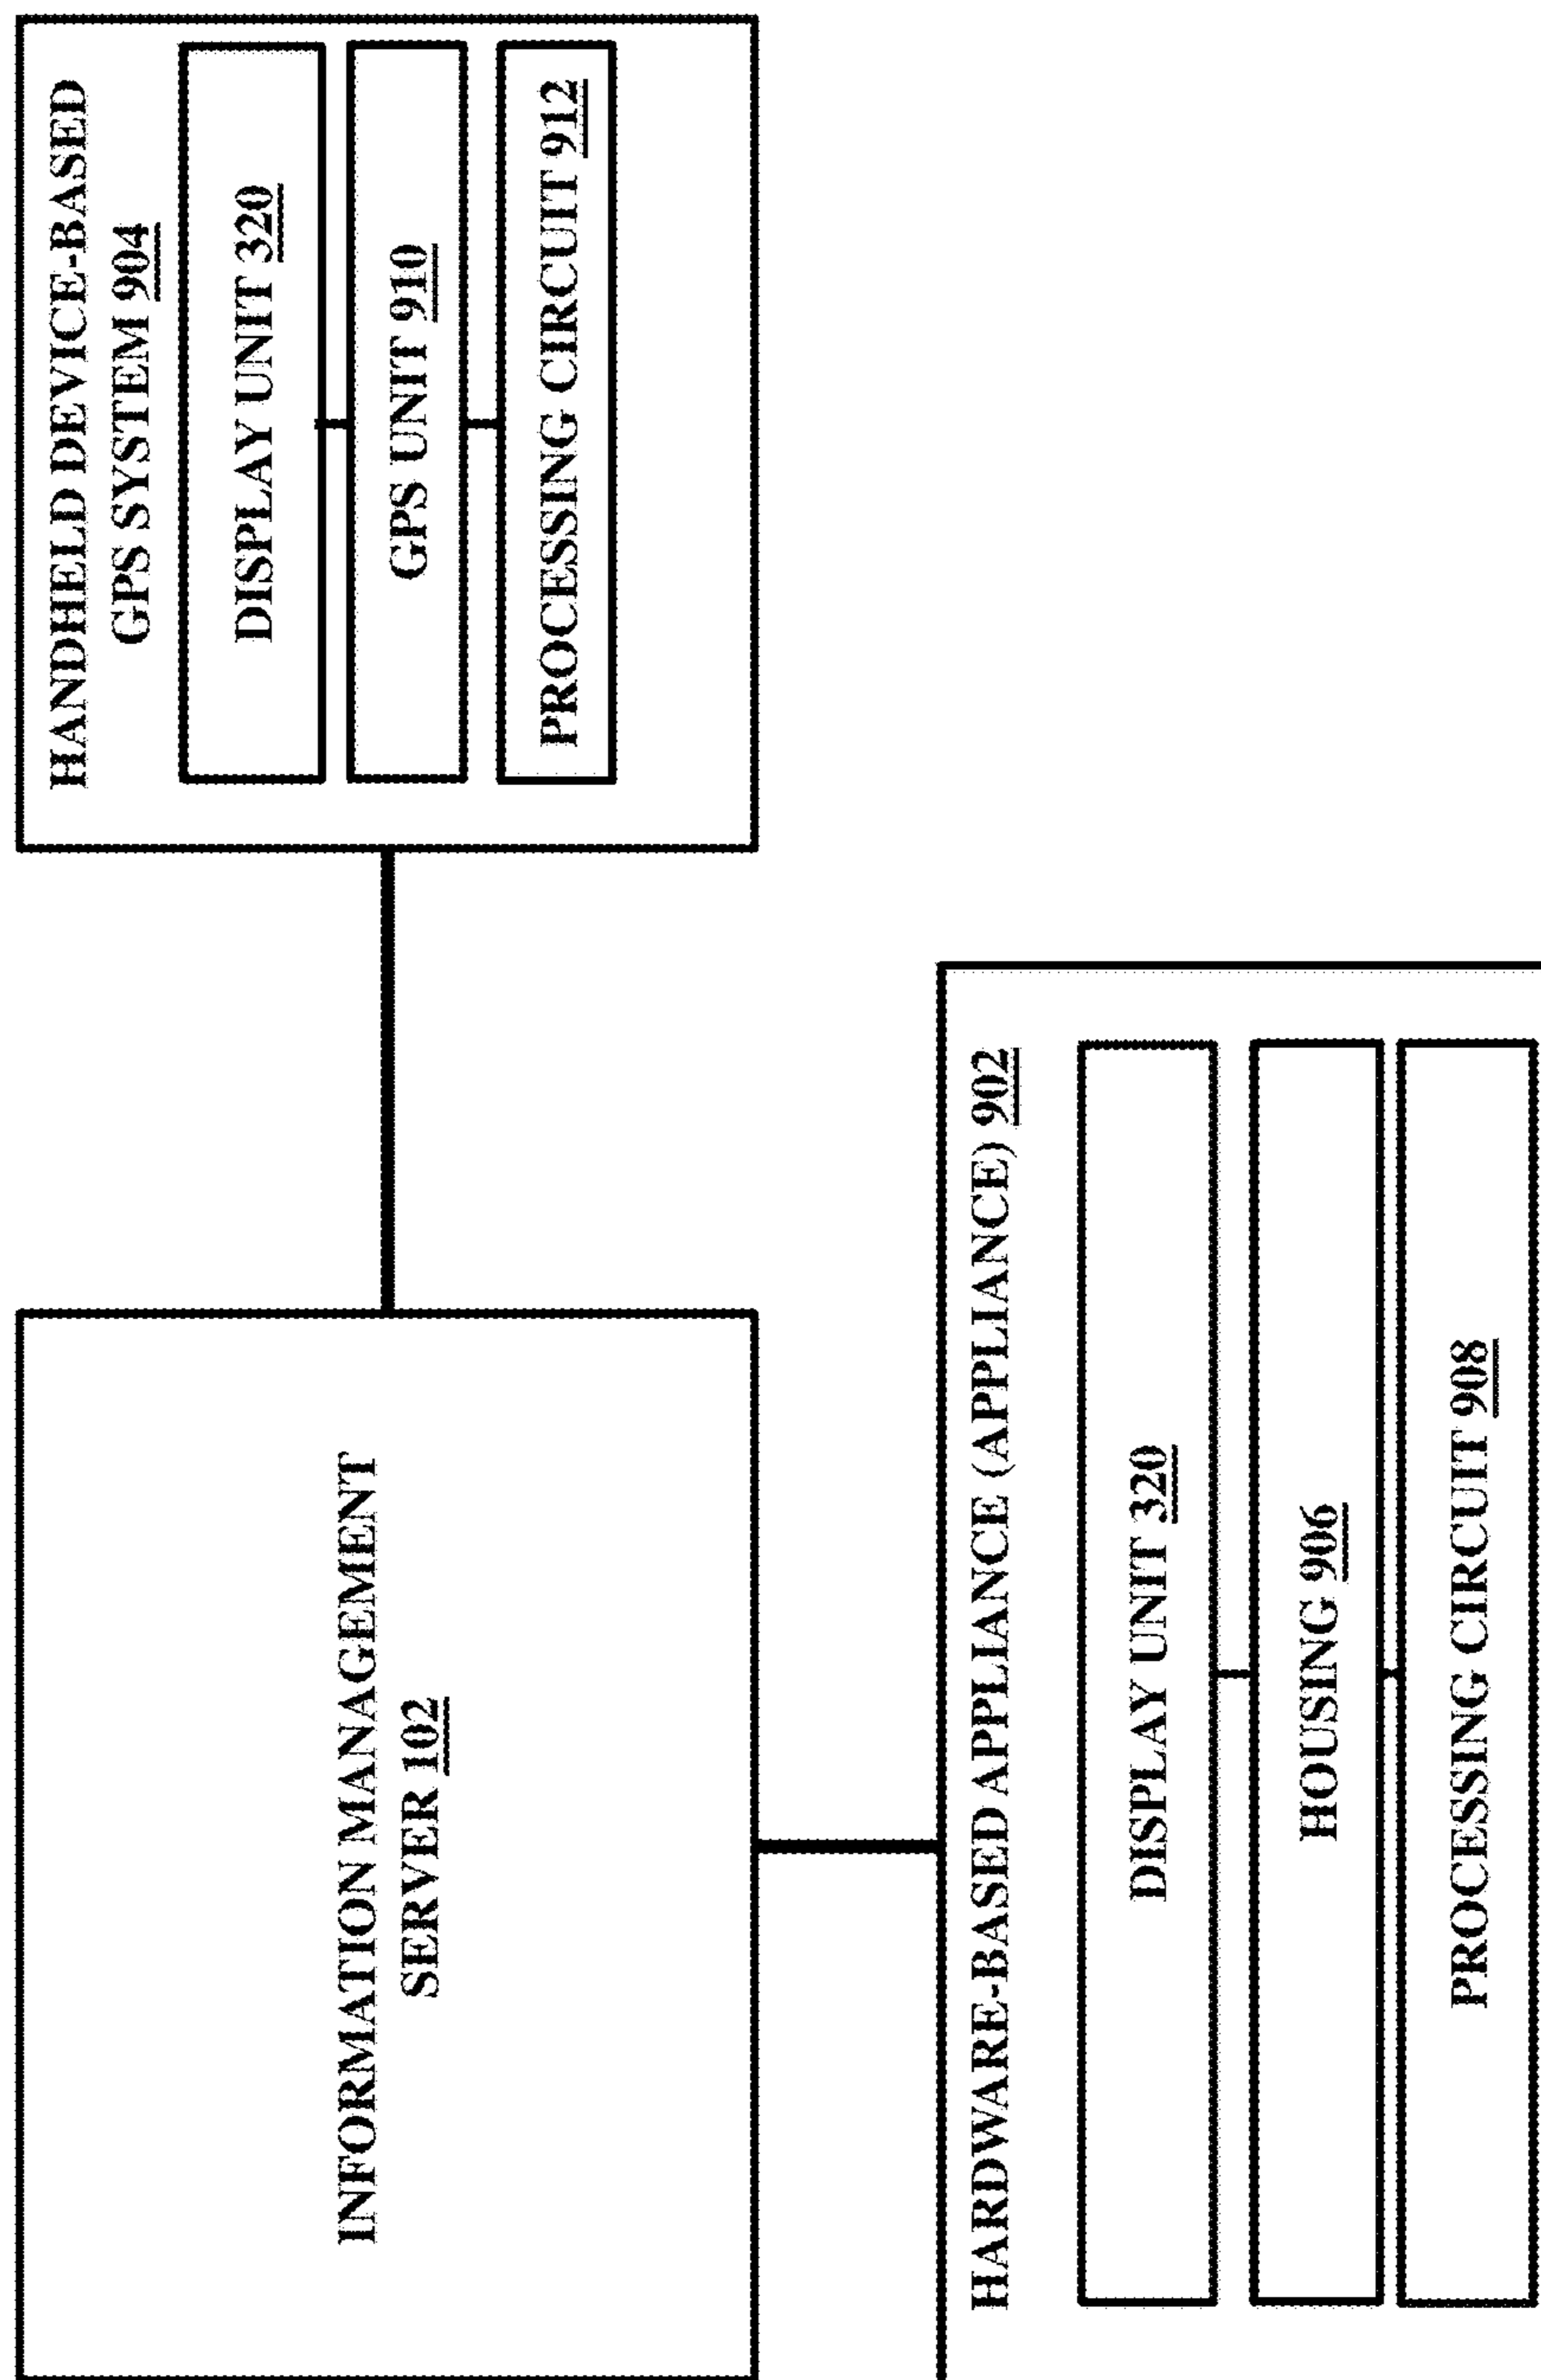 INFORMATION MANAGEMENT
SERVER 102
HANDHELD DEVICE-BASED
GPS SYSTEM 904
DISPLAY UNIT 320
GPS UNIT 910
PROCESSING CIRCUIT 912
HARDWARE-BASED APPLIANCE (APPLIANCE) 902
DISPLAY UNIT 320
HOUSING 906
PROCESSING CIRCUIT 908